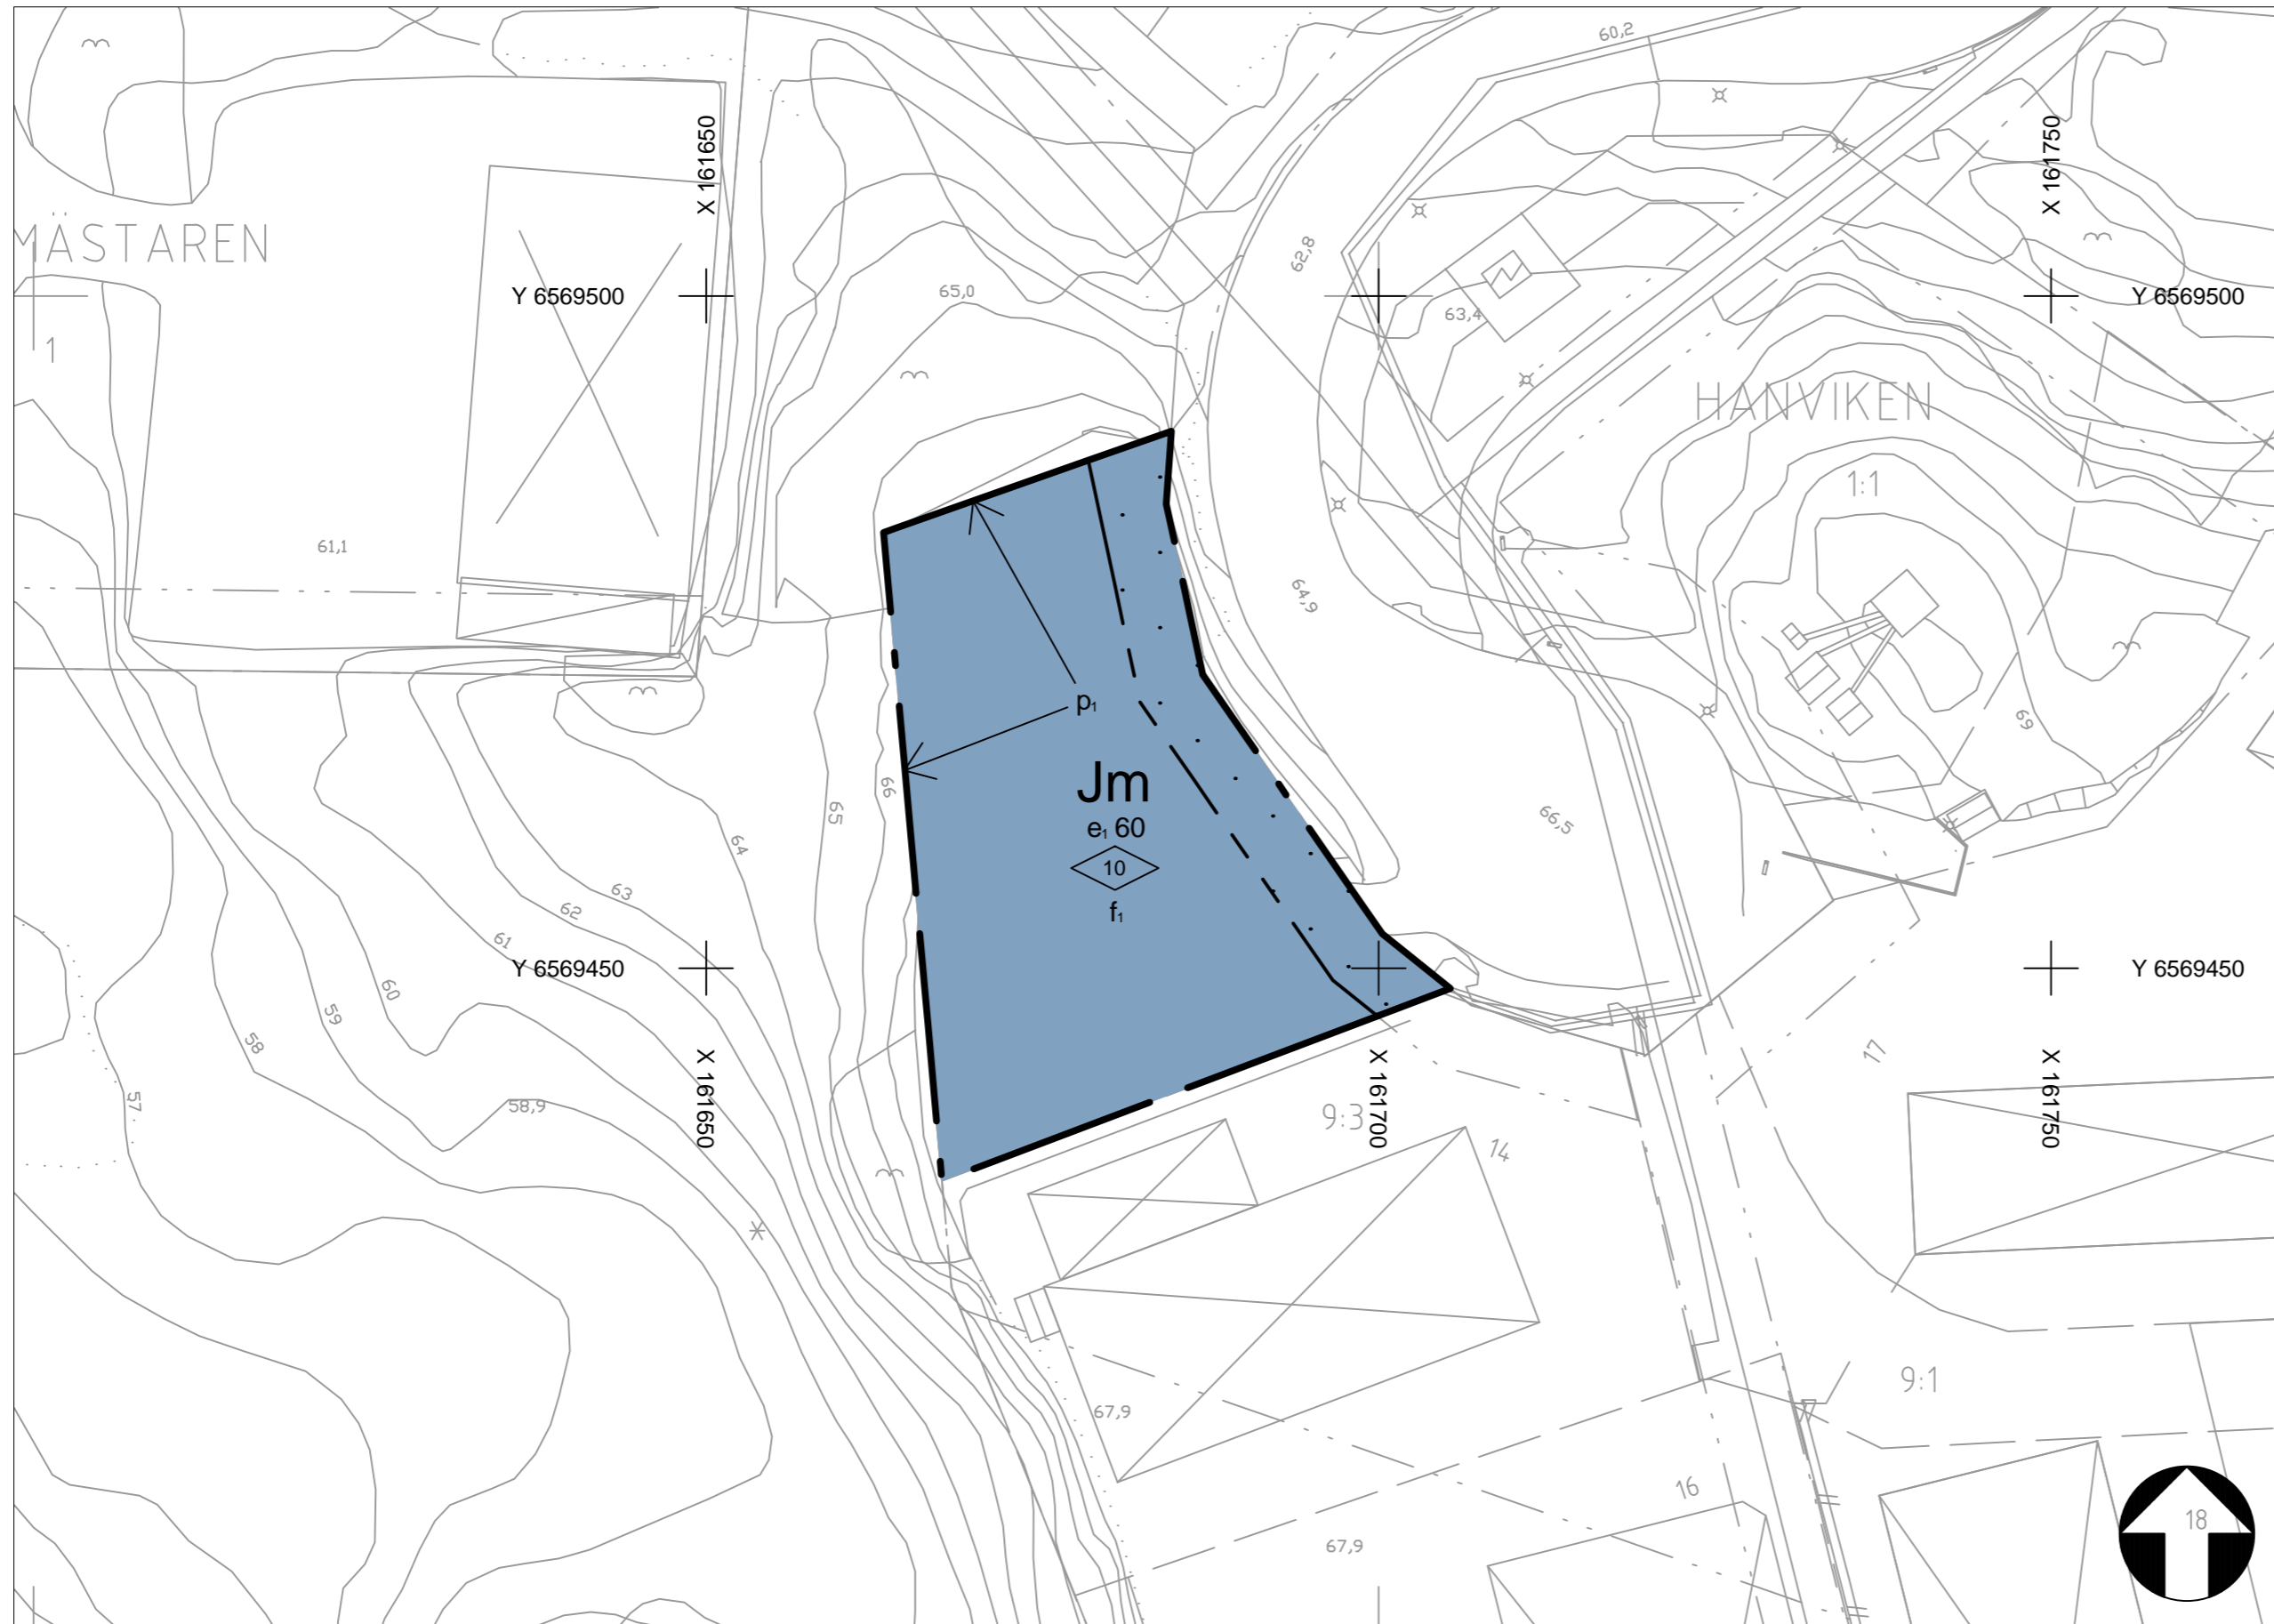 60,2
X 161650
X 161750
MÄSTAREN
62,8
Y 6569500
65,0
63,4
Y 6569500
1
HANVIKEN
1:1
61,1
64,9
p₁
69
Jm
66
65
66,5
e₁ 60
10
64
f₁
63
62
61
Y 6569450
Y 6569450
60
59
58
17
X 161650
X 161700
X 161750
57
58,9
9:3
14
9:1
67,9
16
18
67,9